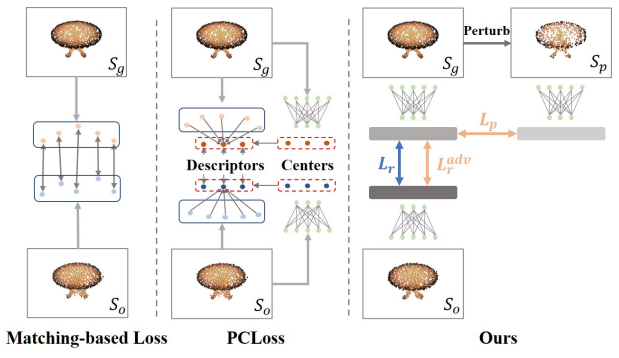 S_g
S_o
Matching-based Loss
S_g
Descriptors
Centers
S_o
PCLoss
S_g
Perturb
S_p
L_p
L_r
L_r^{adv}
S_o
Ours